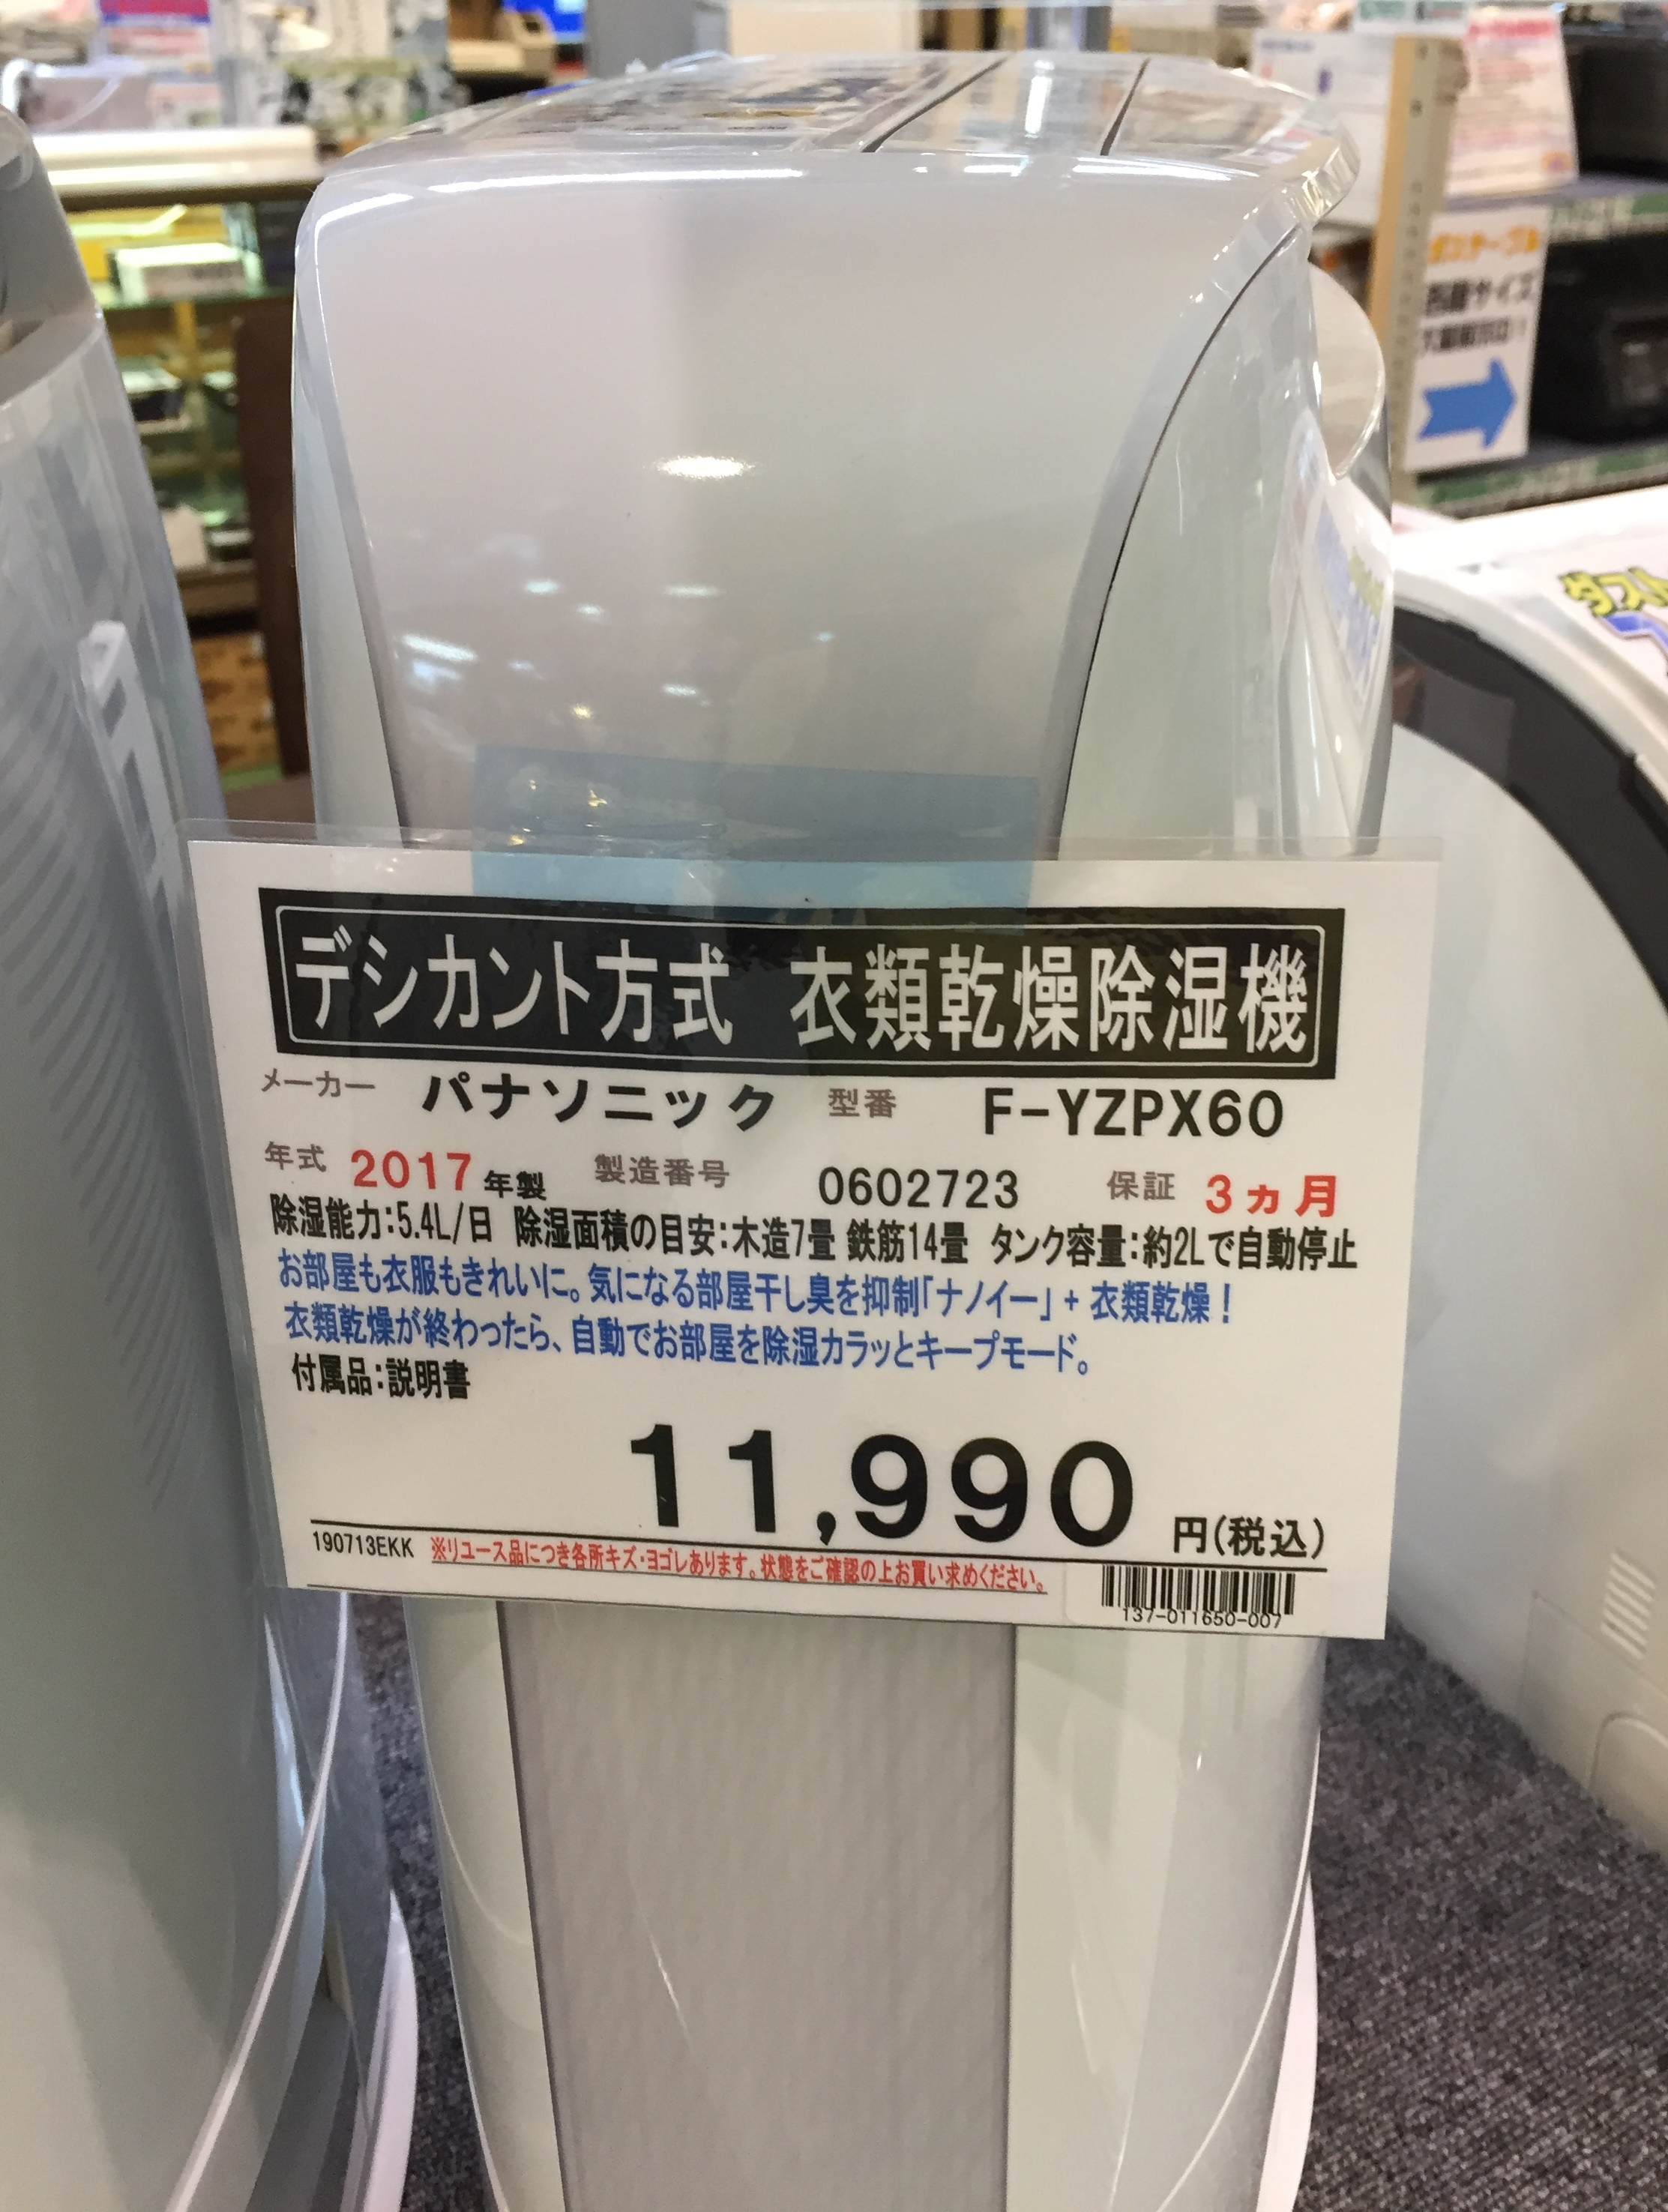 デシカント方式 衣類乾燥除湿機
メーカー パナソニック 型番 F-YZPX60
年式 2017年製 製造番号 0602723 保証 3ヵ月
除湿能力:5.4L/日 除湿面積の目安:木造7畳 鉄筋14畳 タンク容量:約2Lで自動停止
お部屋も衣服もきれいに。気になる部屋干し臭を抑制「ナノイー」+衣類乾燥!
衣類乾燥が終わったら、自動でお部屋を除湿カラッとキープモード。
付属品:説明書
11,990 円(税込)
190713EKK ※リユース品につき各所キズ・ヨゴレあります。状態をご確認の上お買い求めください。
137-011650-007
サイズ
ダスト